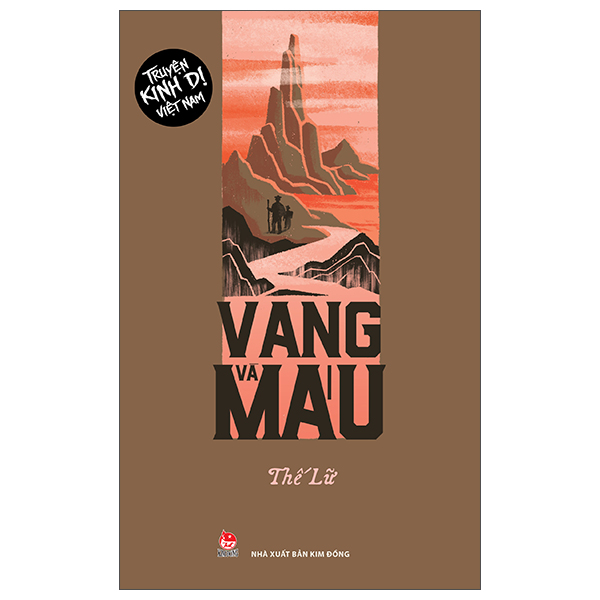 TRUYỆN
KINH DỊ
VIỆT NAM
VÀNG
VÀ
MÁU
Thế Lữ
NHÀ XUẤT BẢN KIM ĐỒNG